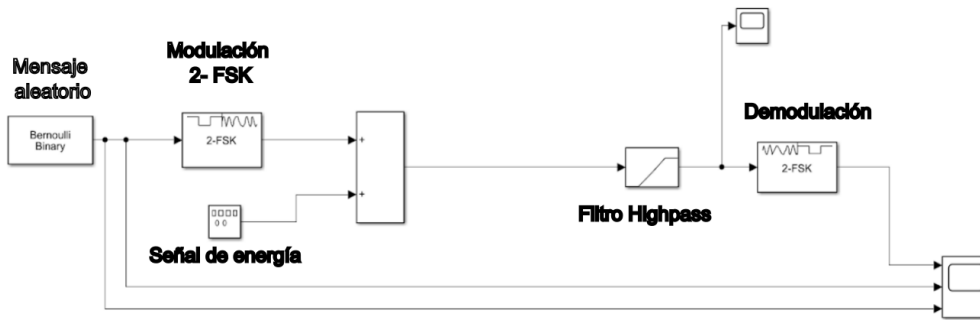 Mensaje
aleatorio
Bernoulli
Binary
Modulación
2- FSK
2-FSK
Señal de energía
+
+
Filtro Highpass
Demodulación
2-FSK